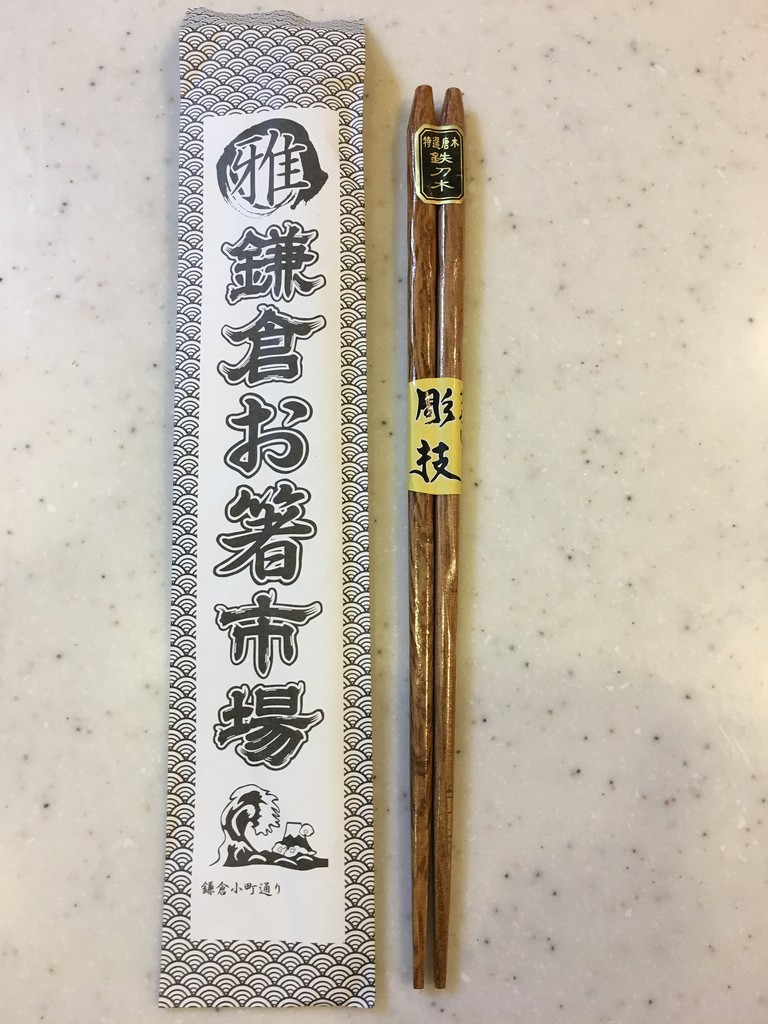 雅
鎌倉お箸市場
鎌倉小町通り
特選唐木
鉄刀木
彫技